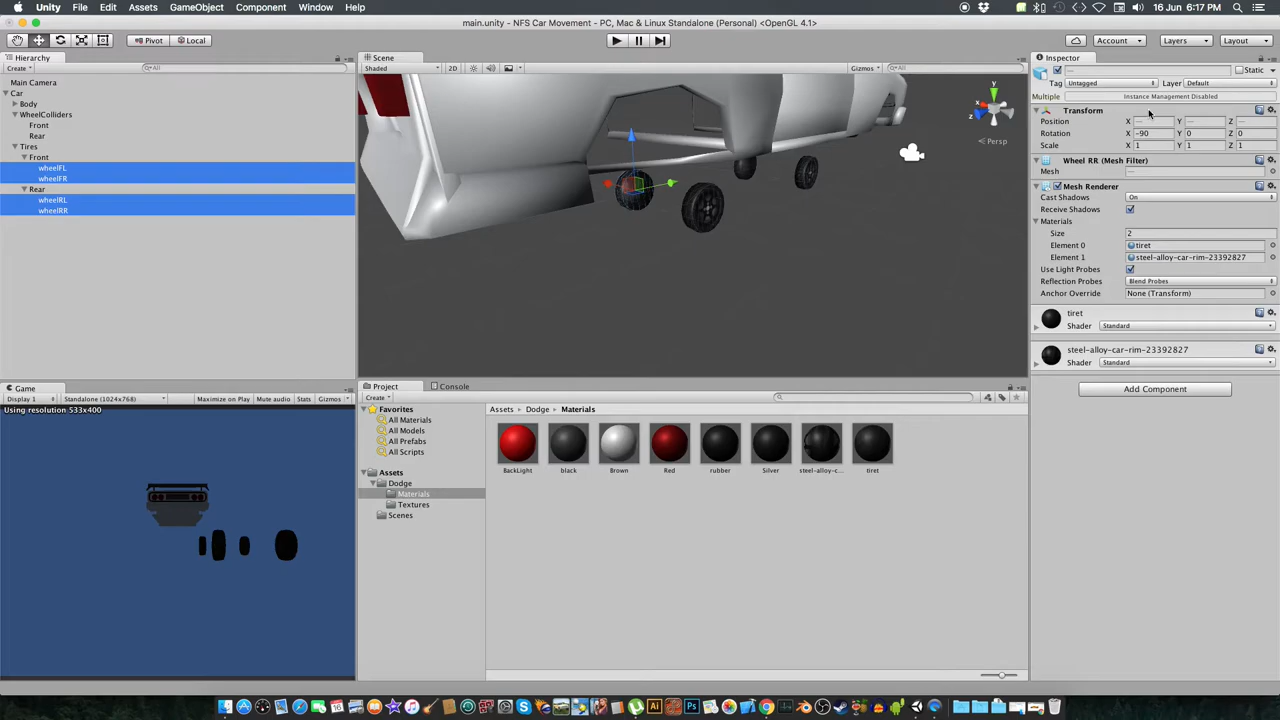 Unity File Edit Assets GameObject Component Window Help
16 Jun 6:17 PM
main.unity - NFS Car Movement - PC, Mac & Linux Standalone (Personal) <OpenGL 4.1>
Pivot Local
Account Layers Layout
Hierarchy
Create All
Main Camera
Car
Body
WheelColliders
Front
Rear
Tires
Front
wheelFL
wheelFR
Rear
wheelRL
wheelRR
Scene
Shaded 2D Gizmos All
y
x
z
Game
Display 1 Standalone (1024x768) Maximize on Play Mute audio Stats Gizmos
Using resolution 533x400
Project Console
Create
Favorites
All Materials
All Models
All Prefabs
All Scripts
Assets
Dodge
Materials
Textures
Scenes
Assets Dodge Materials
BackLight black Brown Red rubber Silver steel-alloy-c... tiret
Inspector
Static
Tag Untagged Layer Default
Multiple Instance Management Disabled
Transform
Position X — Y — Z —
Rotation X -90 Y 0 Z 0
Scale X 1 Y 1 Z 1
Wheel RR (Mesh Filter)
Mesh —
Mesh Renderer
Cast Shadows On
Receive Shadows
Materials
Size 2
Element 0 tiret
Element 1 steel-alloy-car-rim-23392827
Use Light Probes
Reflection Probes Blend Probes
Anchor Override None (Transform)
tiret
Shader Standard
steel-alloy-car-rim-23392827
Shader Standard
Add Component